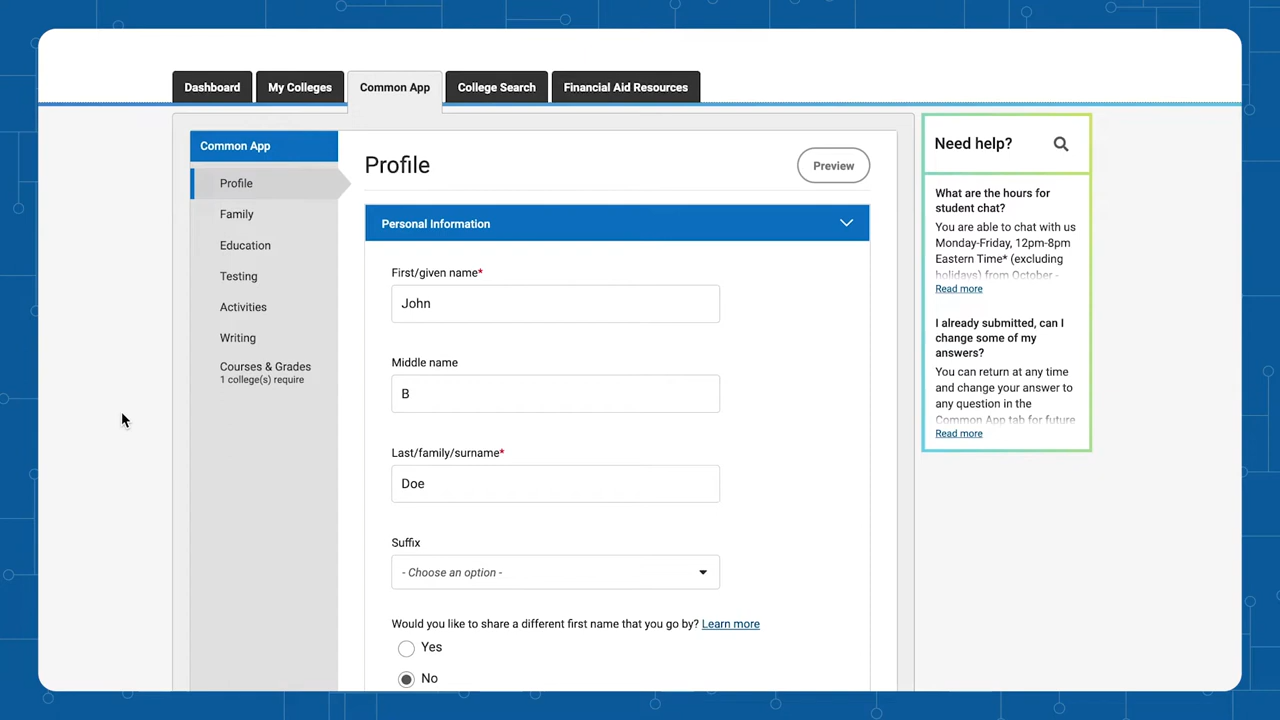 Dashboard
My Colleges
Common App
College Search
Financial Aid Resources
Common App
Profile
Family
Education
Testing
Activities
Writing
Courses & Grades
1 college(s) require
Profile
Preview
Personal Information
First/given name*
John
Middle name
B
Last/family/surname*
Doe
Suffix
- Choose an option -
Would you like to share a different first name that you go by? Learn more
Yes
No
Need help?
What are the hours for
student chat?
You are able to chat with us
Monday-Friday, 12pm-8pm
Eastern Time* (excluding
holidays) from October -
Read more
I already submitted, can I
change some of my
answers?
You can return at any time
and change your answer to
any question in the
Common App tab for future
Read more